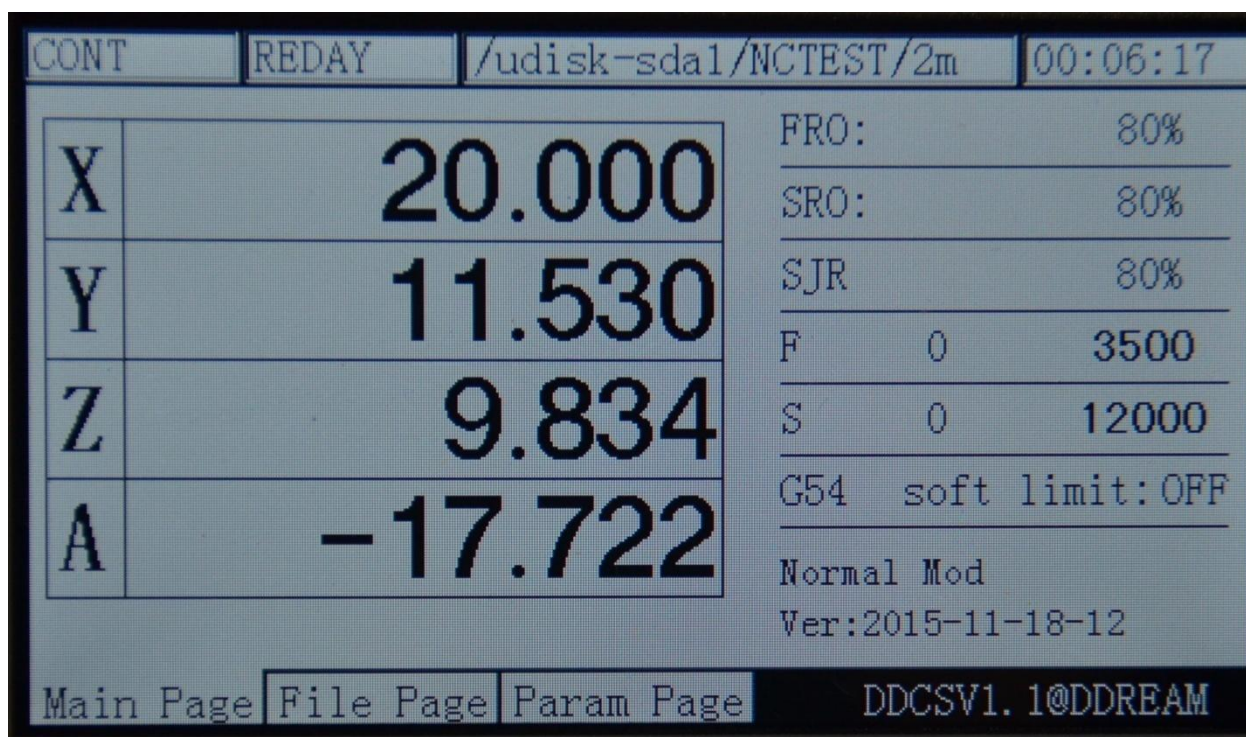 CONT REDAY /udisk-sda1/NCTEST/2m 00:06:17
X 20.000
Y 11.530
Z 9.834
A -17.722
FRO: 80%
SRO: 80%
SJR 80%
F 0 3500
S 0 12000
G54 soft limit:OFF
Normal Mod
Ver:2015-11-18-12
Main Page File Page Param Page DDCSV1.1@DDREAM